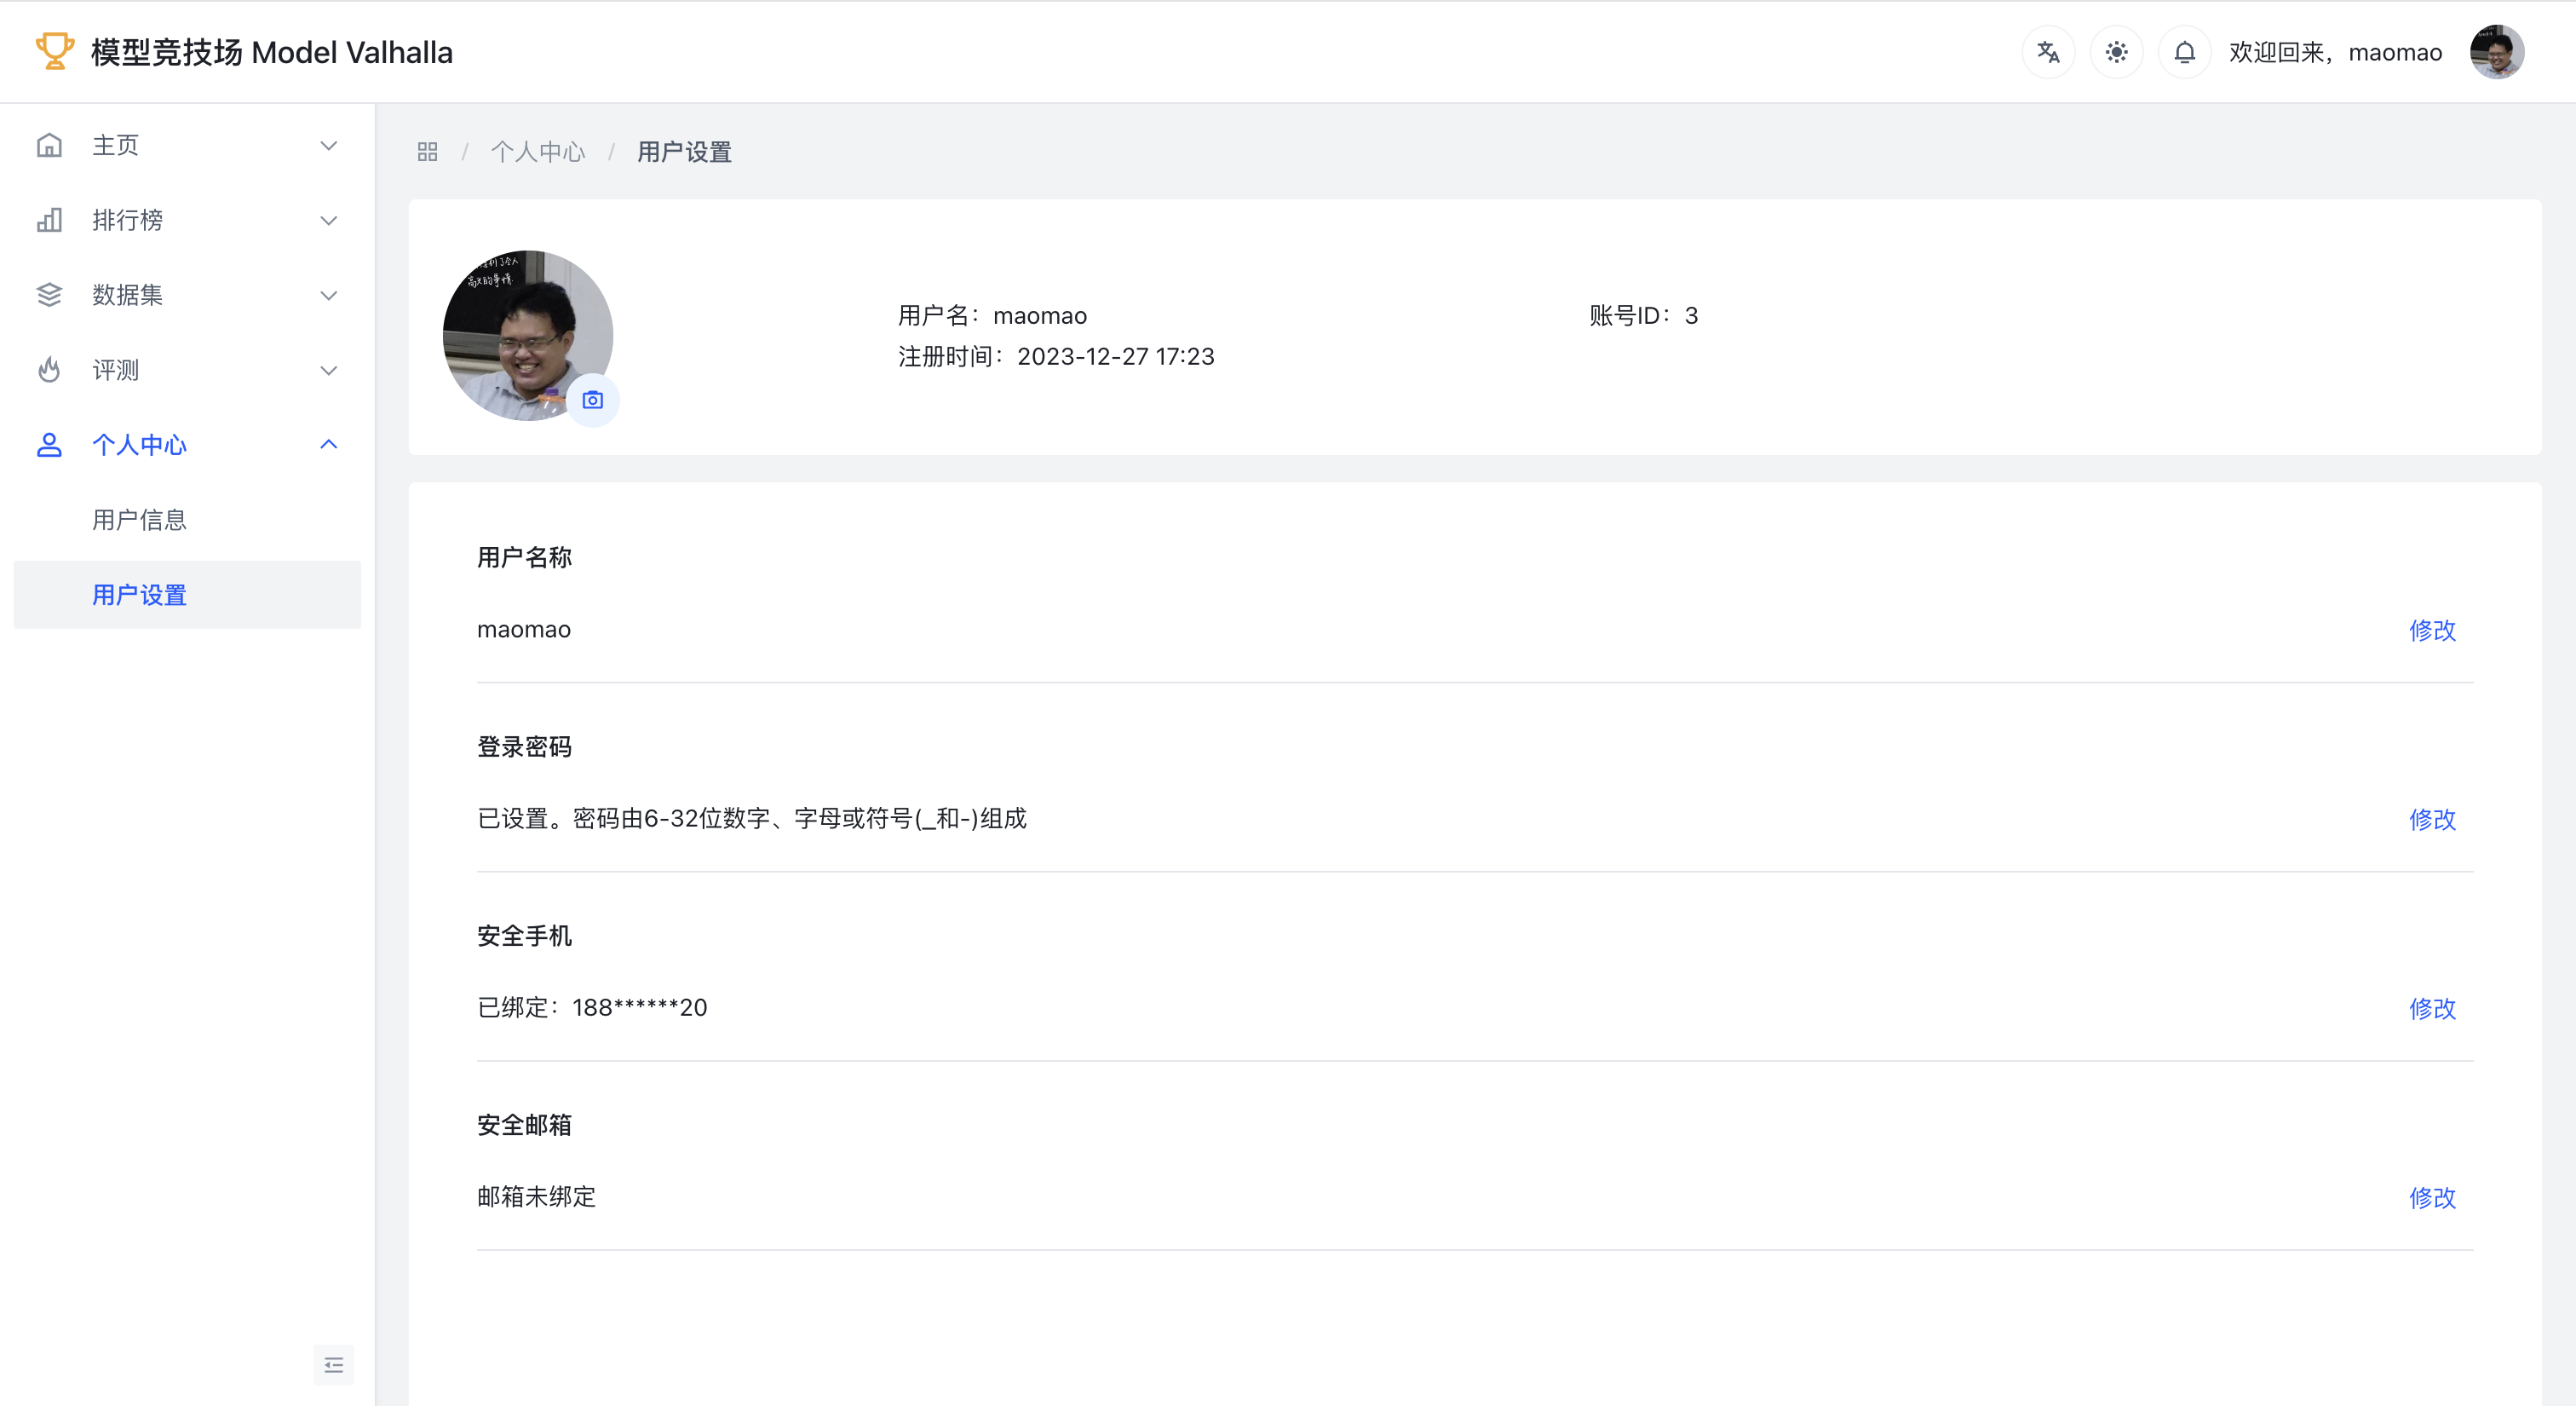 模型竞技场 Model Valhalla
欢迎回来，maomao
主页
排行榜
数据集
评测
个人中心
用户信息
用户设置
/ 个人中心 / 用户设置
高兴的事情.
用户名：maomao
账号ID：3
注册时间：2023-12-27 17:23
用户名称
maomao
修改
登录密码
已设置。密码由6-32位数字、字母或符号(_和-)组成
修改
安全手机
已绑定：188******20
修改
安全邮箱
邮箱未绑定
修改